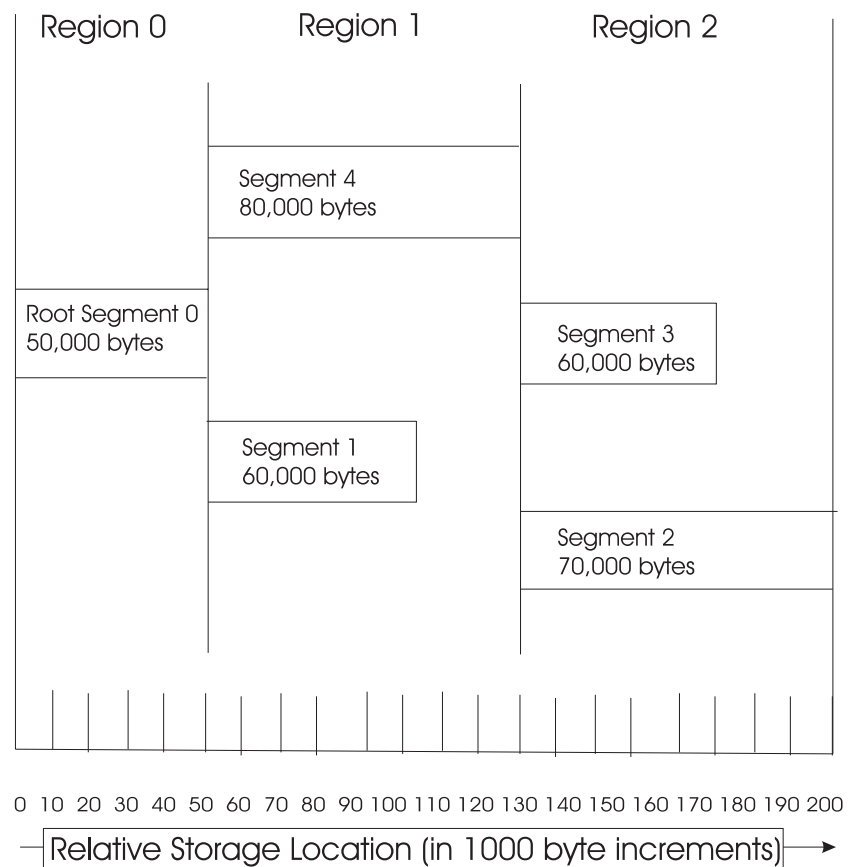 Region 0
Region 1
Region 2
Segment 4
80,000 bytes
Root Segment 0
50,000 bytes
Segment 3
60,000 bytes
Segment 1
60,000 bytes
Segment 2
70,000 bytes
0 10 20 30 40 50 60 70 80 90 100 110 120 130 140 150 160 170 180 190 200
Relative Storage Location (in 1000 byte increments)